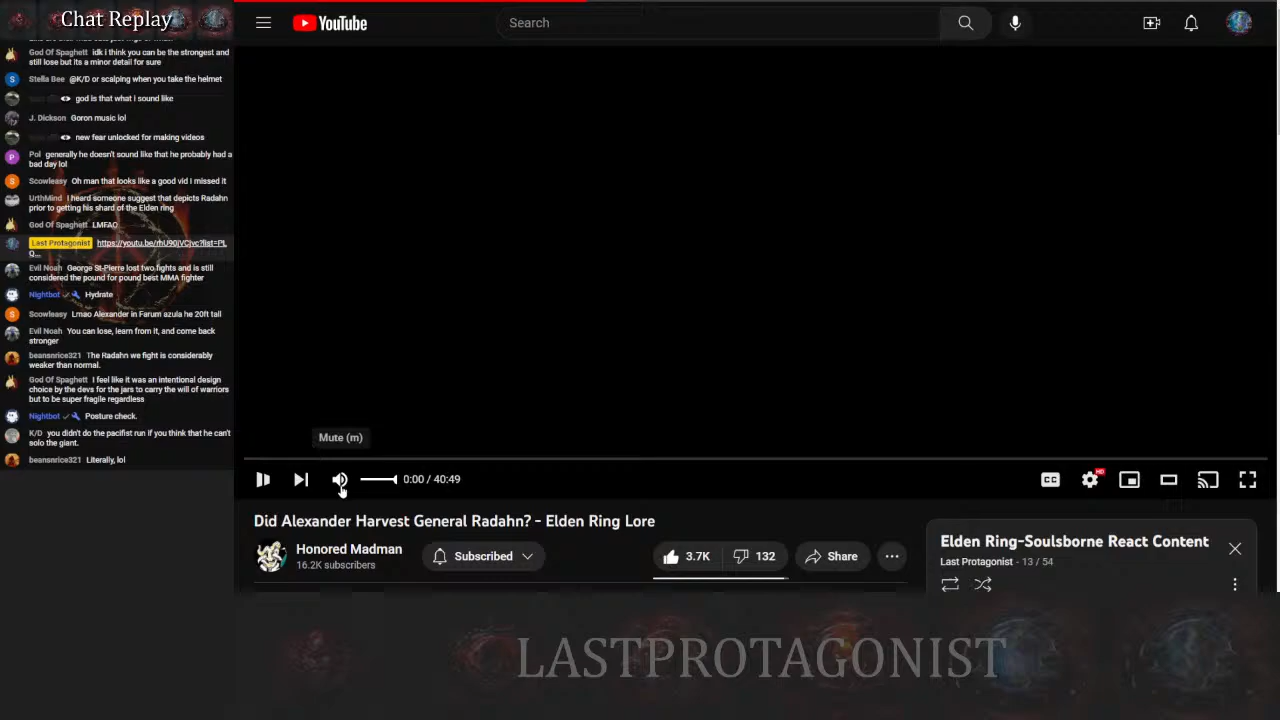 Chat Replay
God Of Spaghett idk i think you can be the strongest and
still lose but its a minor detail for sure
Stella Bee @K/D or scalping when you take the helmet
god is that what i sound like
J. Dickson Goron music lol
new fear unlocked for making videos
Pol generally he doesn't sound like that he probably had a
bad day lol
Scowleasy Oh man that looks like a good vid I missed it
UrthMind I heard someone suggest that depicts Radahn
prior to getting his shard of the Elden ring
God Of Spaghett LMFAO
Last Protagonist https://youtu.be/rhU90jVCjvc?list=PL
Q...
Evil Noah George St-Pierre lost two fights and is still
considered the pound for pound best MMA fighter
Nightbot Hydrate
Scowleasy Lmao Alexander in Farum azula he 20ft tall
Evil Noah You can lose, learn from it, and come back
stronger
beansnrice321 The Radahn we fight is considerably
weaker than normal.
God Of Spaghett I feel like it was an intentional design
choice by the devs for the jars to carry the will of warriors
but to be super fragile regardless
Nightbot Posture check.
K/D you didn't do the pacifist run if you think that he can't
solo the giant.
beansnrice321 Literally, lol
YouTube
Search
Mute (m)
0:00 / 40:49
CC
HD
Did Alexander Harvest General Radahn? - Elden Ring Lore
Honored Madman
16.2K subscribers
Subscribed
3.7K
132
Share
Elden Ring-Soulsborne React Content
Last Protagonist - 13 / 54
LASTPROTAGONIST